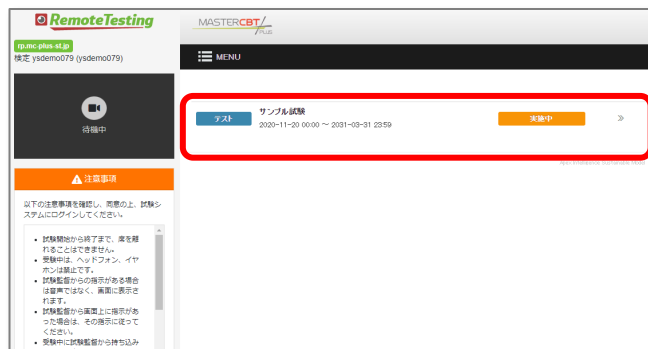 RemoteTesting
MASTERCBT
PLUS
rp.mc-plus-st.jp
検定 ysdemo079 (ysdemo079)
MENU
待機中
テスト
サンプル試験
2020-11-20 00:00 ～ 2031-03-31 23:59
実施中
注意事項
以下の注意事項を確認し、同意の上、試験シ
ステムにログインしてください。
試験開始から終了まで、席を離
れることはできません。
受験中は、ヘッドフォン、イヤ
ホンは禁止です。
試験監督からの指示がある場合
は音声ではなく、画面に表示さ
れます。
試験監督から画面上に指示があ
った場合は、その指示に従って
ください。
受験中に試験監督から持ち込み